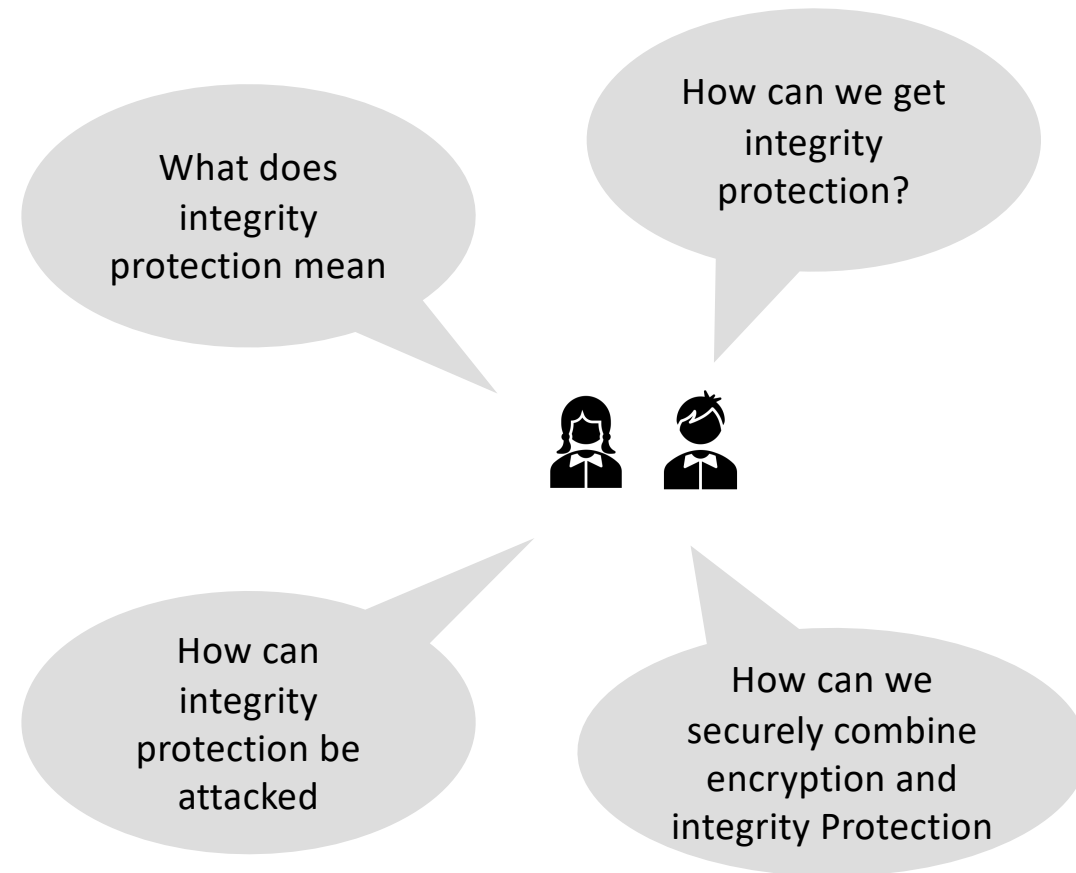 What does
integrity
protection mean
How can we get
integrity
protection?
How can
integrity
protection be
attacked
How can we
securely combine
encryption and
integrity Protection